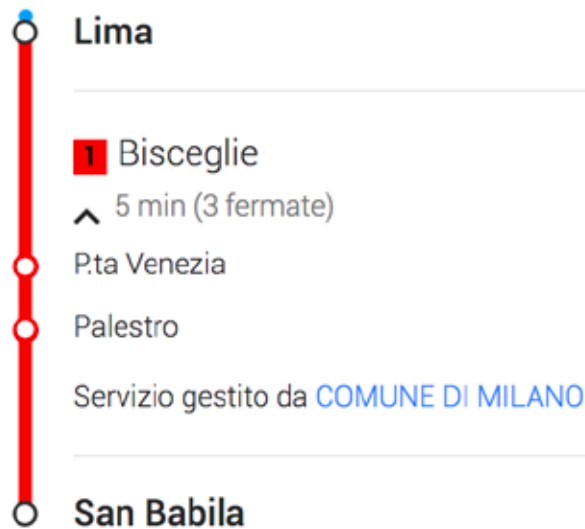 Lima
1 Bisceglie
5 min (3 fermate)
P.ta Venezia
Palestro
Servizio gestito da COMUNE DI MILANO
San Babila